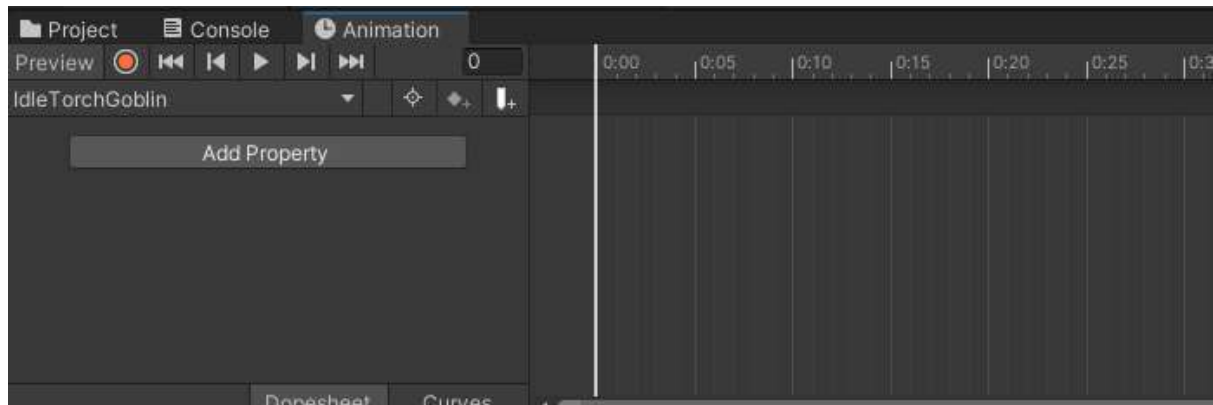 Project Console Animation
Preview 0 0:00 0:05 0:10 0:15 0:20 0:25
IdleTorchGoblin
Add Property
Dopesheet Curves